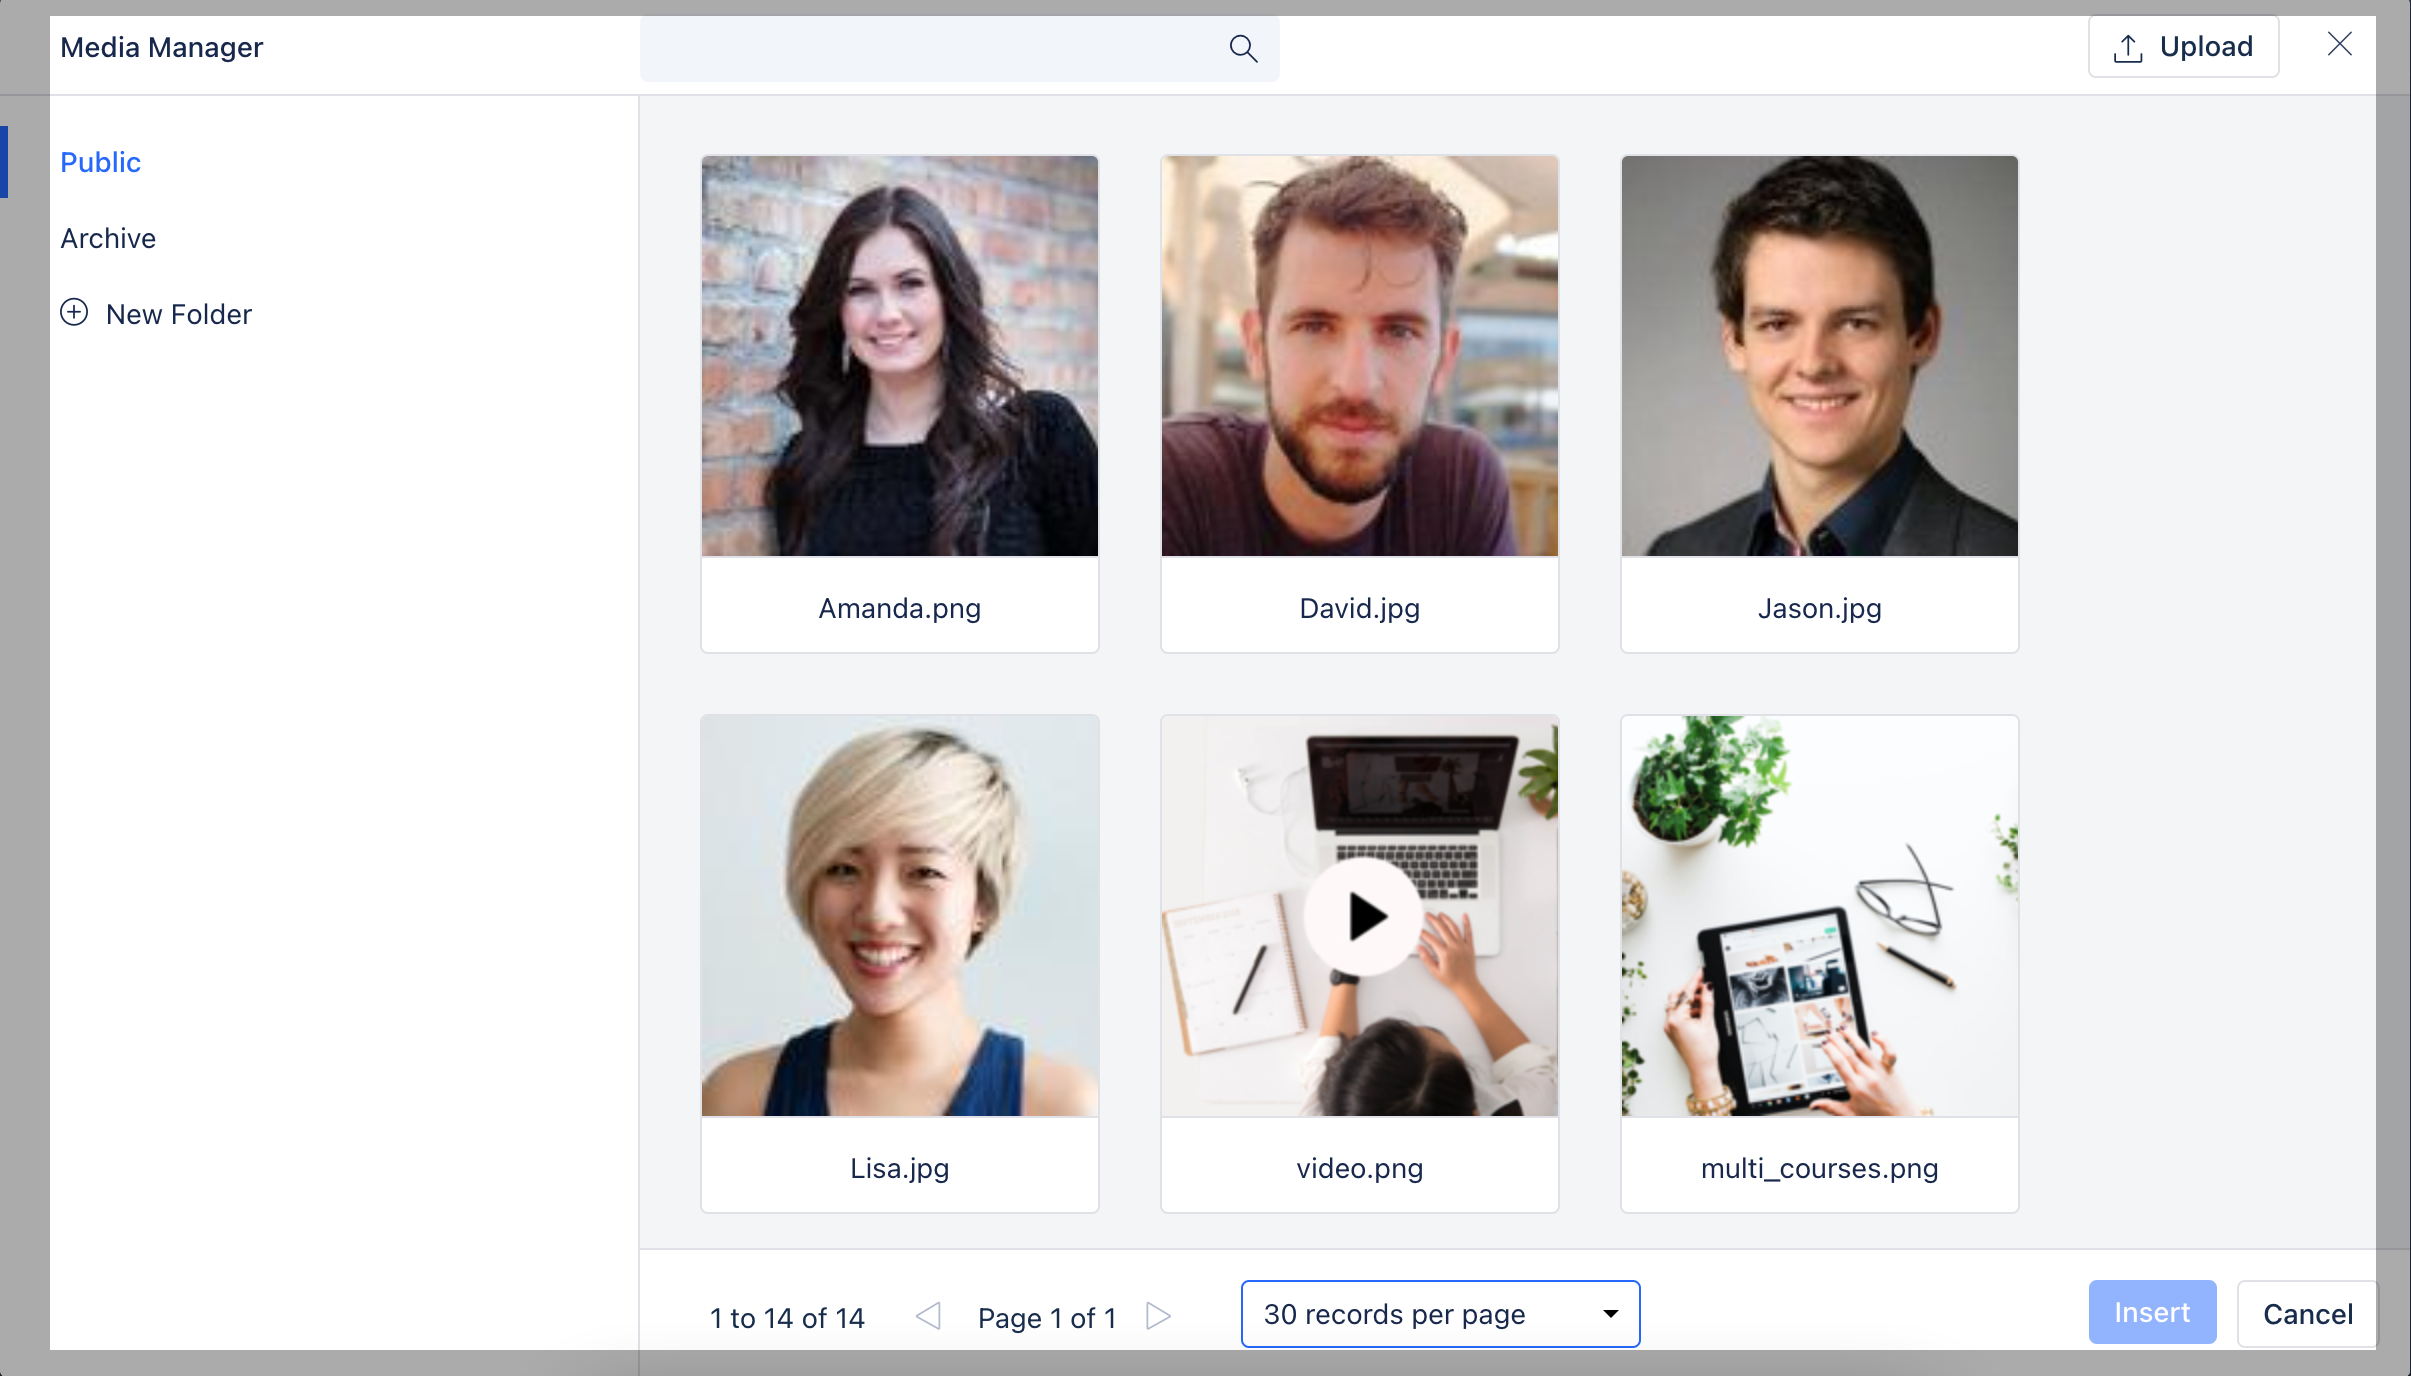 Media Manager
Upload
Public
Archive
New Folder
Amanda.png
David.jpg
Jason.jpg
Lisa.jpg
video.png
multi_courses.png
1 to 14 of 14
Page 1 of 1
30 records per page
Insert
Cancel